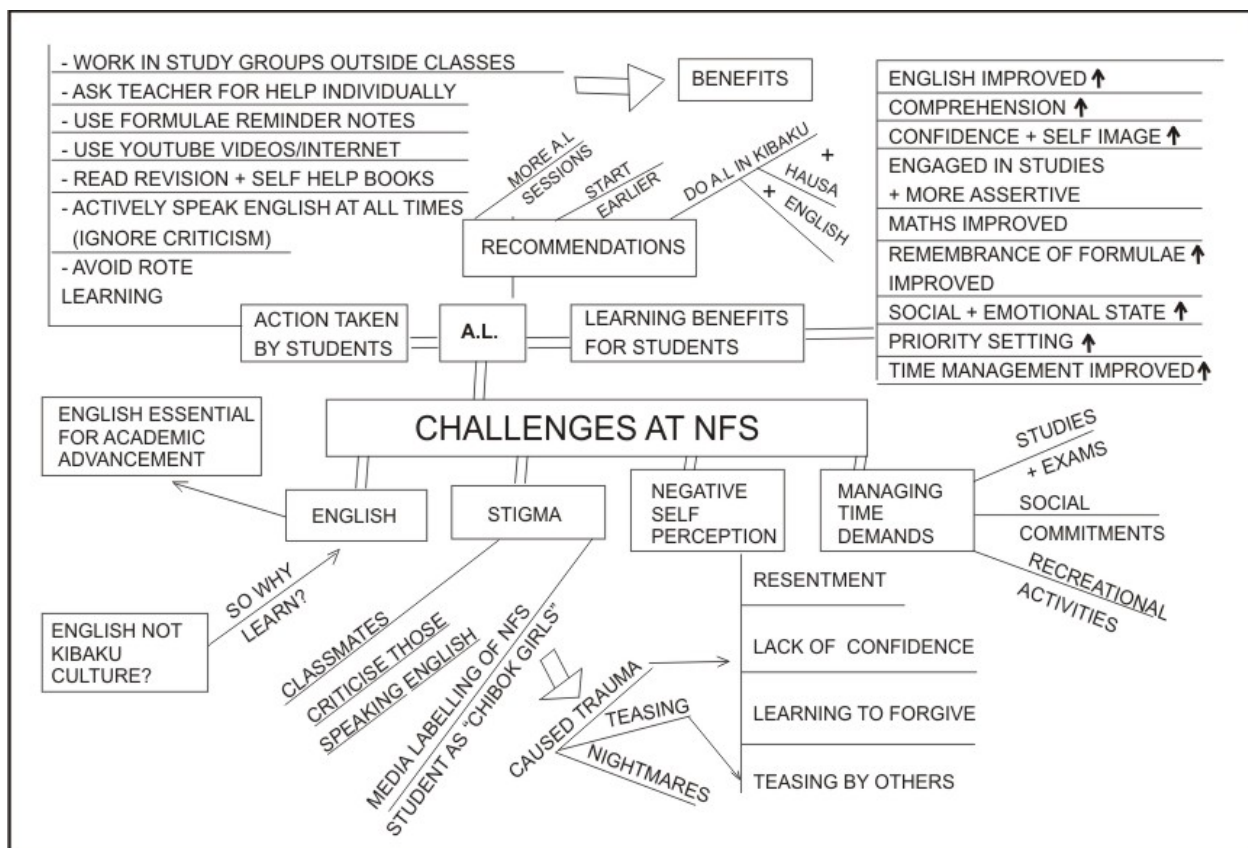 - WORK IN STUDY GROUPS OUTSIDE CLASSES
- ASK TEACHER FOR HELP INDIVIDUALLY
- USE FORMULAE REMINDER NOTES
- USE YOUTUBE VIDEOS/INTERNET
- READ REVISION + SELF HELP BOOKS
- ACTIVELY SPEAK ENGLISH AT ALL TIMES
(IGNORE CRITICISM)
- AVOID ROTE
LEARNING
BENEFITS
ENGLISH IMPROVED ↑
COMPREHENSION ↑
CONFIDENCE + SELF IMAGE ↑
ENGAGED IN STUDIES
+ MORE ASSERTIVE
MATHS IMPROVED
REMEMBRANCE OF FORMULAE ↑
IMPROVED
SOCIAL + EMOTIONAL STATE ↑
PRIORITY SETTING ↑
TIME MANAGEMENT IMPROVED ↑
MORE A.L
SESSIONS
START
EARLIER
DO A.L IN KIBAKU
+
HAUSA
+ ENGLISH
RECOMMENDATIONS
ACTION TAKEN
BY STUDENTS
A.L.
LEARNING BENEFITS
FOR STUDENTS
CHALLENGES AT NFS
ENGLISH ESSENTIAL
FOR ACADEMIC
ADVANCEMENT
ENGLISH
STIGMA
NEGATIVE
SELF
PERCEPTION
MANAGING
TIME
DEMANDS
STUDIES
+ EXAMS
SOCIAL
COMMITMENTS
RECREATIONAL
ACTIVITIES
SO WHY
LEARN?
ENGLISH NOT
KIBAKU
CULTURE?
CLASSMATES
CRITICISE THOSE
SPEAKING ENGLISH
MEDIA LABELLING OF NFS
STUDENT AS “CHIBOK GIRLS”
CAUSED TRAUMA
TEASING
NIGHTMARES
RESENTMENT
LACK OF CONFIDENCE
LEARNING TO FORGIVE
TEASING BY OTHERS